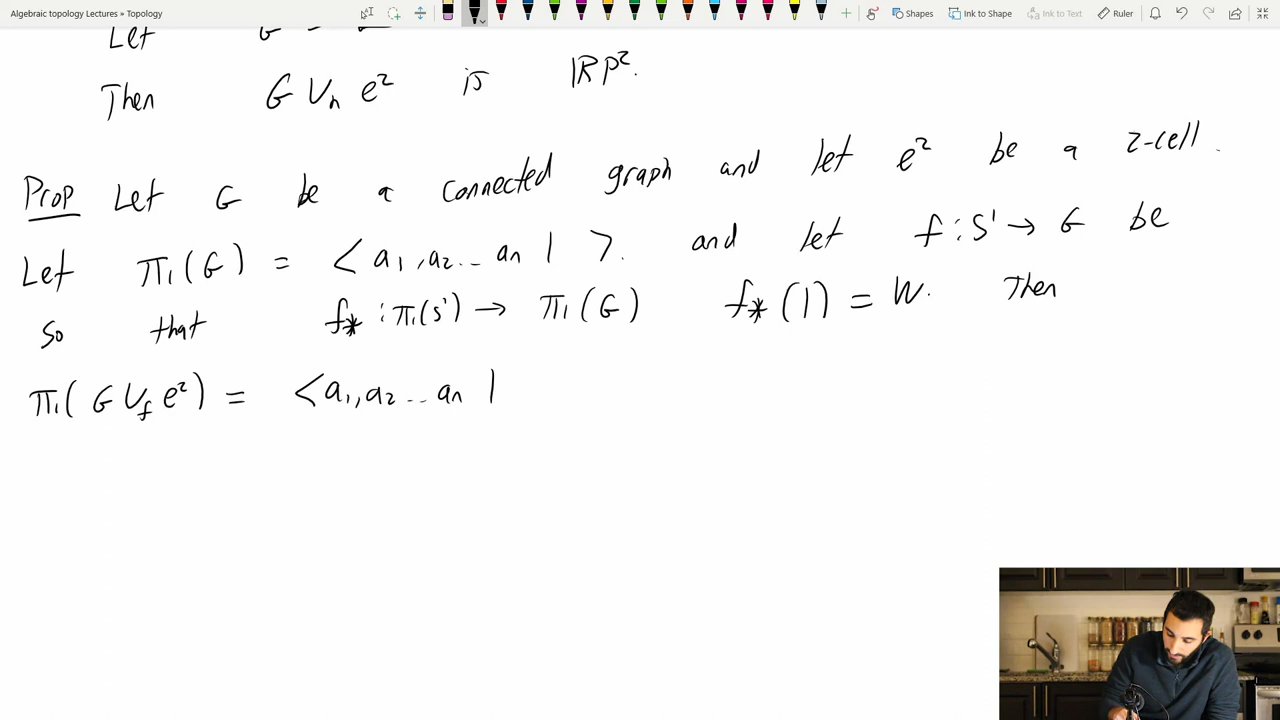 Algebraic topology Lectures » Topology
Shapes Ink to Shape Ink to Text Ruler
Let G
Then G ∪ₕ e² is RP².
Prop Let G be a connected graph and let e² be a 2-cell.
Let π₁(G) = < a₁, a₂ .. aₙ | >. and let f : S¹ → G be
so that f_* : π₁(S¹) → π₁(G) f_*(1) = W. Then
π₁(G ∪_f e²) = < a₁, a₂ .. aₙ |